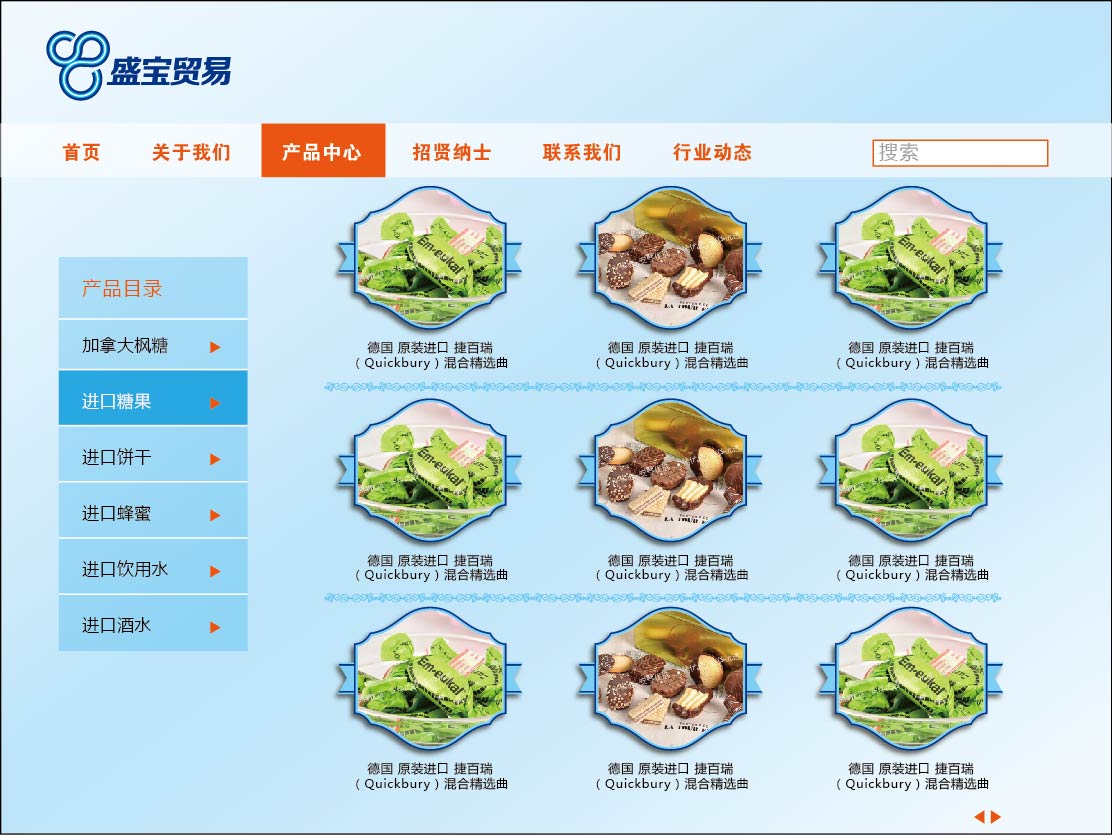 盛宝贸易
首页
关于我们
产品中心
招贤纳士
联系我们
行业动态
搜索
产品目录
加拿大枫糖
进口糖果
进口饼干
进口蜂蜜
进口饮用水
进口酒水
Em-eukal
Em-eukal
德国 原装进口 捷百瑞
（Quickbury）混合精选曲
德国 原装进口 捷百瑞
（Quickbury）混合精选曲
德国 原装进口 捷百瑞
（Quickbury）混合精选曲
Em-eukal
Em-eukal
德国 原装进口 捷百瑞
（Quickbury）混合精选曲
德国 原装进口 捷百瑞
（Quickbury）混合精选曲
德国 原装进口 捷百瑞
（Quickbury）混合精选曲
Em-eukal
Em-eukal
德国 原装进口 捷百瑞
（Quickbury）混合精选曲
德国 原装进口 捷百瑞
（Quickbury）混合精选曲
德国 原装进口 捷百瑞
（Quickbury）混合精选曲